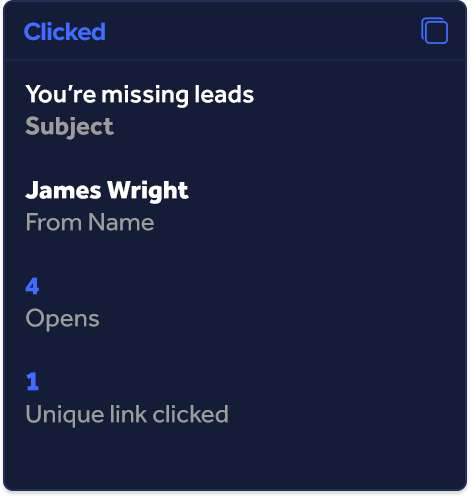 Clicked
You’re missing leads
Subject
James Wright
From Name
4
Opens
1
Unique link clicked